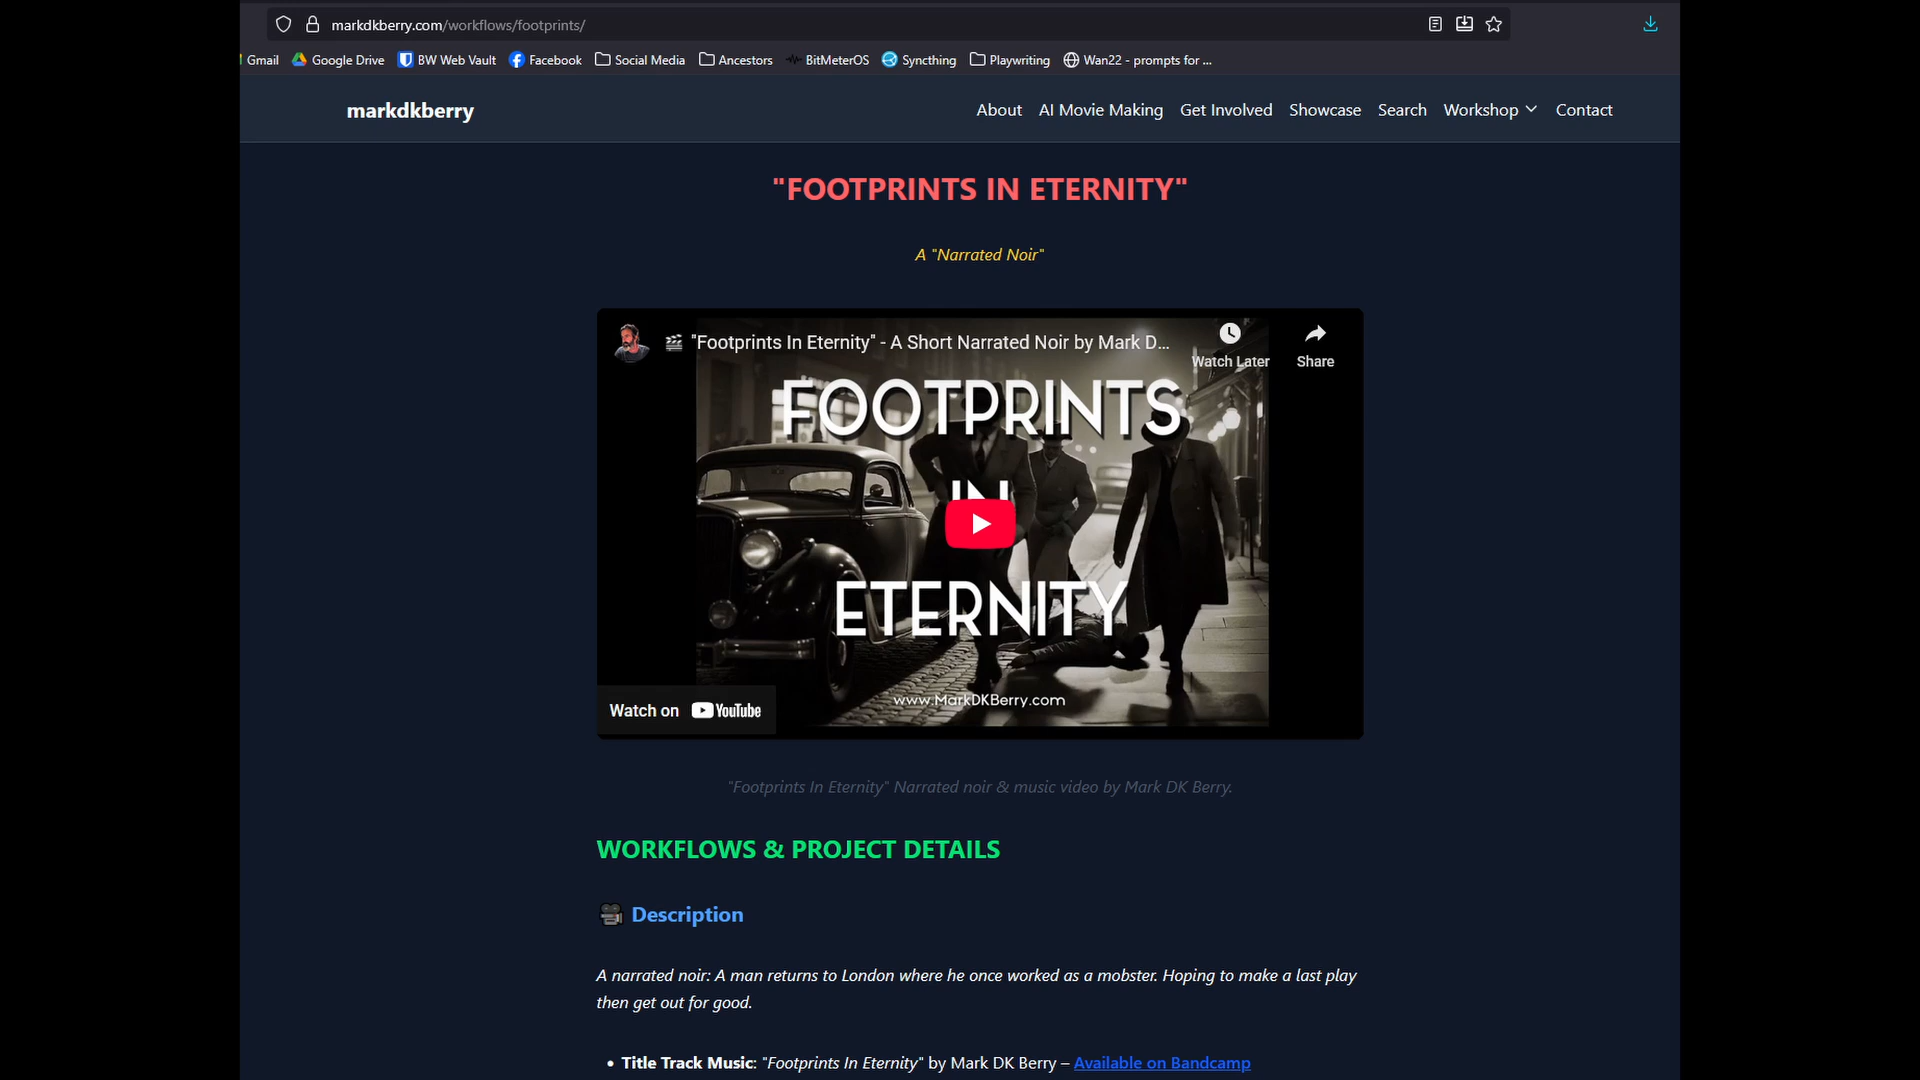 markdkberry.com/workflows/footprints/
Gmail Google Drive BW Web Vault Facebook Social Media Ancestors BitMeterOS Syncthing Playwriting Wan22 - prompts for ...
markdkberry About AI Movie Making Get Involved Showcase Search Workshop Contact
"FOOTPRINTS IN ETERNITY"
A "Narrated Noir"
"Footprints In Eternity" - A Short Narrated Noir by Mark D...
Watch Later Share
FOOTPRINTS
IN
ETERNITY
www.MarkDKBerry.com
Watch on YouTube
"Footprints In Eternity" Narrated noir & music video by Mark DK Berry.
WORKFLOWS & PROJECT DETAILS
Description
A narrated noir: A man returns to London where he once worked as a mobster. Hoping to make a last play
then get out for good.
• Title Track Music: "Footprints In Eternity" by Mark DK Berry – Available on Bandcamp